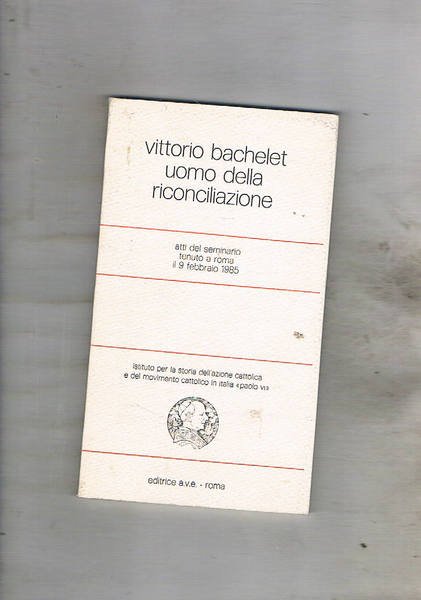 vittorio bachelet
uomo della
riconciliazione
atti del seminario
tenuto a roma
il 9 febbraio 1985
istituto per la storia dell'azione cattolica
e del movimento cattolico in italia «paolo vi»
editrice a.v.e. - roma